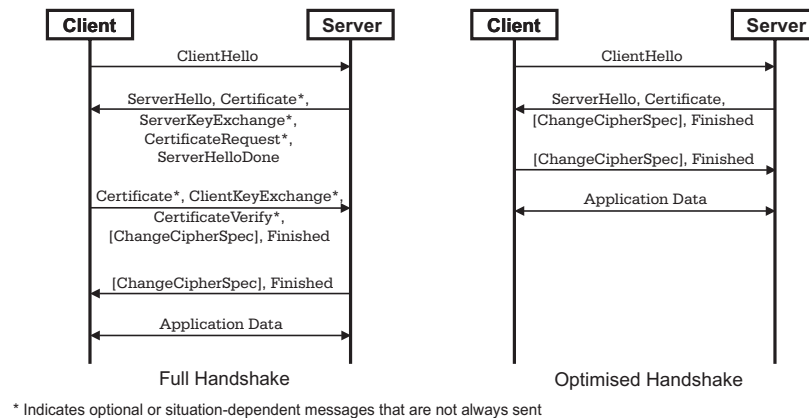 Client
Server
ClientHello
ServerHello, Certificate*,
ServerKeyExchange*,
CertificateRequest*,
ServerHelloDone
Certificate*, ClientKeyExchange*,
CertificateVerify*,
[ChangeCipherSpec], Finished
[ChangeCipherSpec], Finished
Application Data
Full Handshake
Client
Server
ClientHello
ServerHello, Certificate,
[ChangeCipherSpec], Finished
[ChangeCipherSpec], Finished
Application Data
Optimised Handshake
* Indicates optional or situation-dependent messages that are not always sent